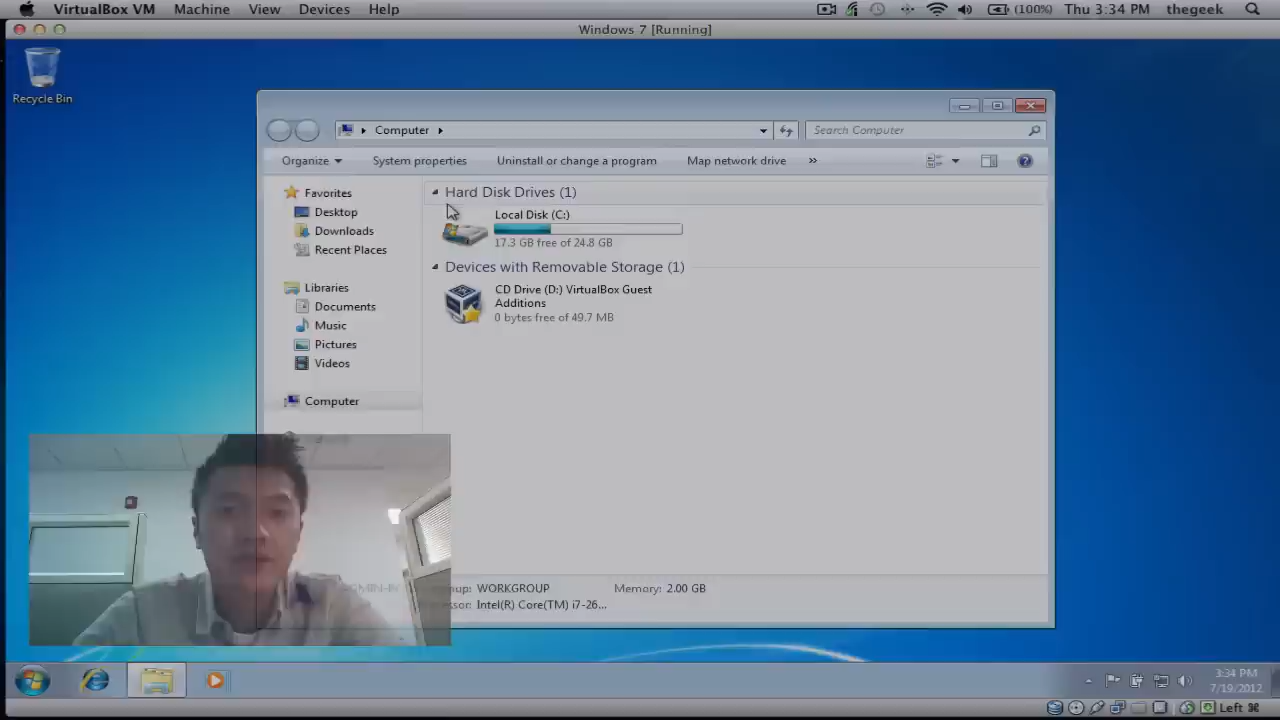 VirtualBox VM Machine View Devices Help (100%) Thu 3:34 PM thegeek
Windows 7 [Running]
Recycle Bin
Computer
Search Computer
Organize System properties Uninstall or change a program Map network drive »
Favorites
Desktop
Downloads
Recent Places
Libraries
Documents
Music
Pictures
Videos
Computer
Hard Disk Drives (1)
Local Disk (C:)
17.3 GB free of 24.8 GB
Devices with Removable Storage (1)
CD Drive (D:) VirtualBox Guest
Additions
0 bytes free of 49.7 MB
WORKGROUP Memory: 2.00 GB
Intel(R) Core(TM) i7-26...
3:34 PM
7/19/2012
Left ⌘